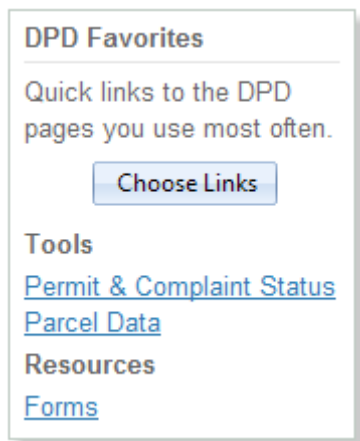 DPD Favorites
Quick links to the DPD
pages you use most often.
Choose Links
Tools
Permit & Complaint Status
Parcel Data
Resources
Forms